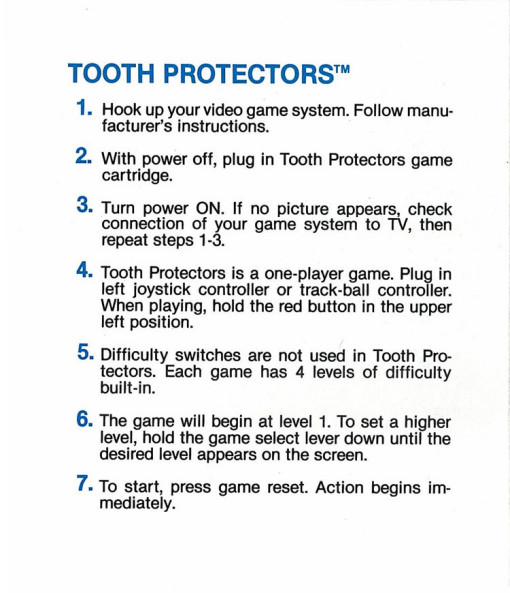 TOOTH PROTECTORS™
1. Hook up your video game system. Follow manu-
facturer's instructions.
2. With power off, plug in Tooth Protectors game
cartridge.
3. Turn power ON. If no picture appears, check
connection of your game system to TV, then
repeat steps 1-3.
4. Tooth Protectors is a one-player game. Plug in
left joystick controller or track-ball controller.
When playing, hold the red button in the upper
left position.
5. Difficulty switches are not used in Tooth Pro-
tectors. Each game has 4 levels of difficulty
built-in.
6. The game will begin at level 1. To set a higher
level, hold the game select lever down until the
desired level appears on the screen.
7. To start, press game reset. Action begins im-
mediately.